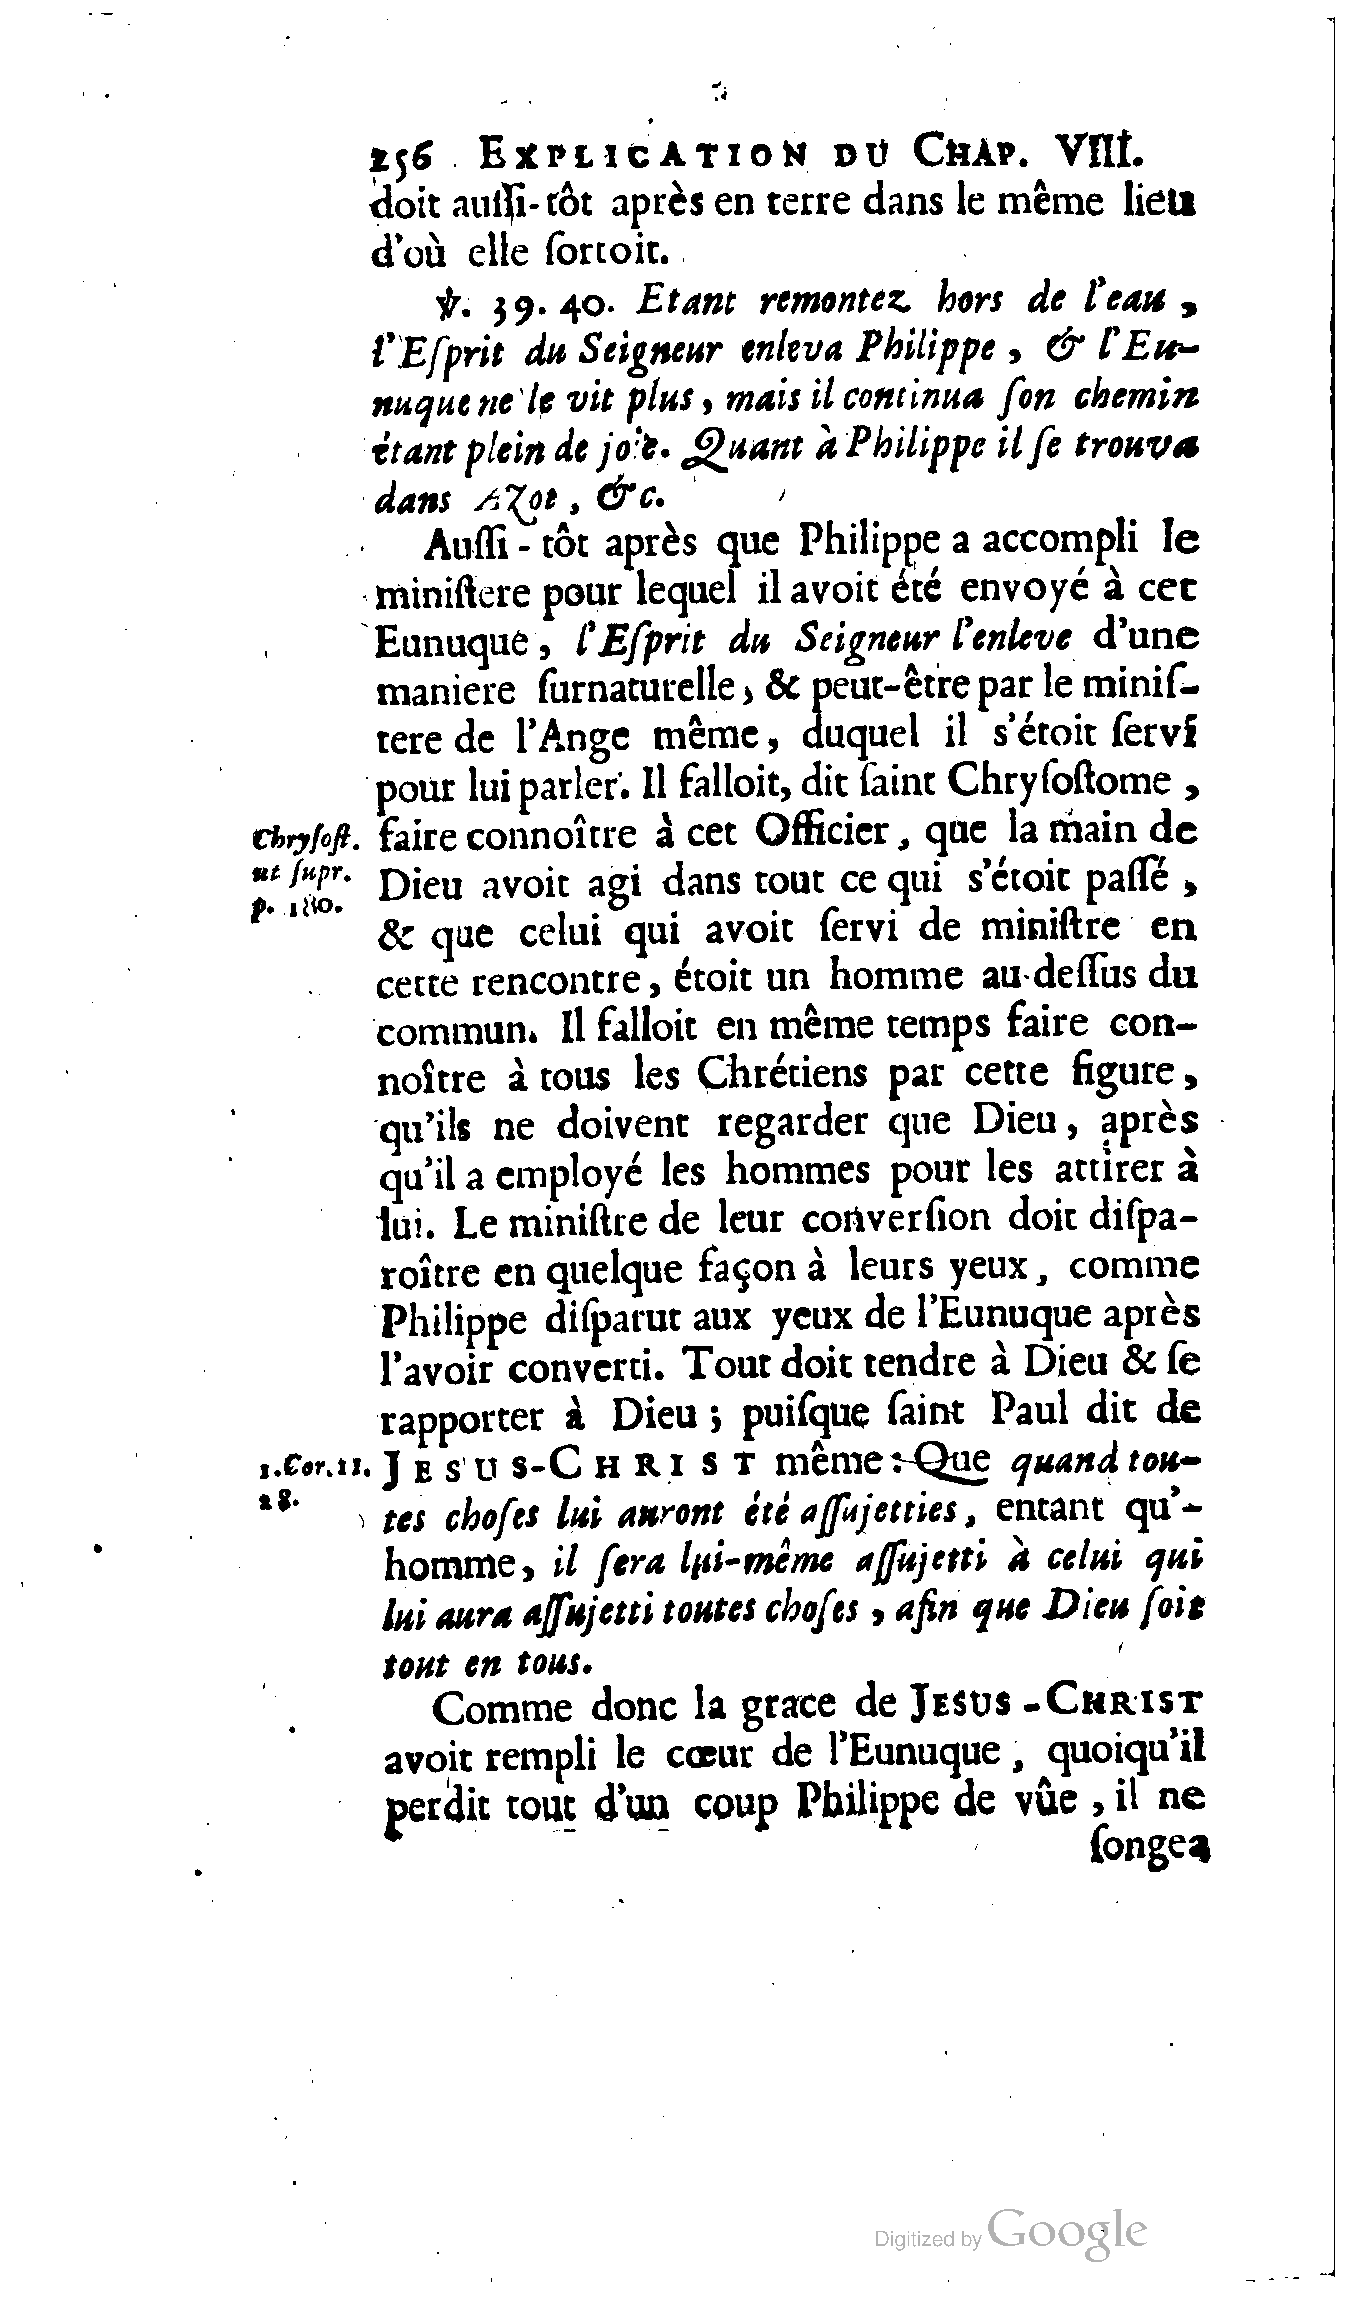 256 EXPLICATION DU CHAP. VIII.
doit auſſi-tôt après en terre dans le même lieu
d'où elle ſortoit.
℣. 39. 40. Etant remontez hors de l'eau,
l'Eſprit du Seigneur enleva Philippe, & l'Eu-
nuque ne le vit plus, mais il continua ſon chemin
étant plein de joie. Quant à Philippe il ſe trouva
dans Azot, &c.
Auſſi-tôt après que Philippe a accompli le
miniſtere pour lequel il avoit été envoyé à cet
Eunuque, l'Eſprit du Seigneur l'enleve d'une
maniere ſurnaturelle, & peut-être par le miniſ-
tere de l'Ange même, duquel il s'étoit ſervi
pour lui parler. Il falloit, dit ſaint Chryſoſtome,
Chryſoſt.
ut ſupr.
p. 180.
faire connoître à cet Officier, que la main de
Dieu avoit agi dans tout ce qui s'étoit paſſé,
& que celui qui avoit ſervi de miniſtre en
cette rencontre, étoit un homme au-deſſus du
commun. Il falloit en même temps faire con-
noître à tous les Chrétiens par cette figure,
qu'ils ne doivent regarder que Dieu, après
qu'il a employé les hommes pour les attirer à
lui. Le miniſtre de leur converſion doit diſpa-
roître en quelque façon à leurs yeux, comme
Philippe diſparut aux yeux de l'Eunuque après
l'avoir converti. Tout doit tendre à Dieu & ſe
rapporter à Dieu; puiſque ſaint Paul dit de
1.Cor.11.
28.
JESUS-CHRIST même: Que quand tou-
tes choſes lui auront été aſſujetties, entant qu'-
homme, il ſera lui-même aſſujetti à celui qui
lui aura aſſujetti toutes choſes, afin que Dieu ſoit
tout en tous.
Comme donc la grace de JESUS-CHRIST
avoit rempli le cœur de l'Eunuque, quoiqu'il
perdit tout d'un coup Philippe de vûe, il ne
ſongea
Digitized by Google